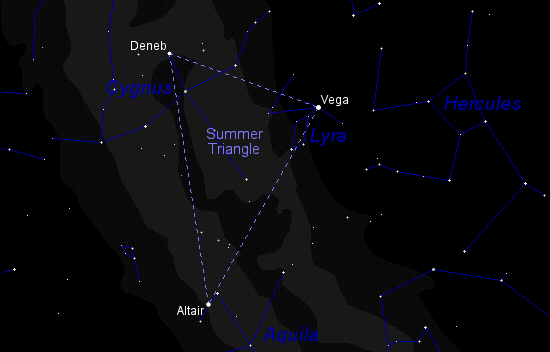 Deneb
Cygnus
Vega
Hercules
Lyra
Summer
Triangle
Altair
Aquila